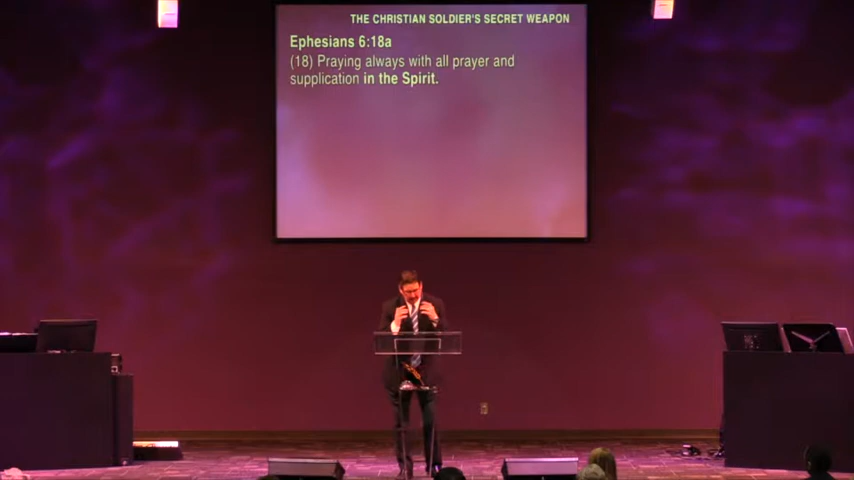 THE CHRISTIAN SOLDIER'S SECRET WEAPON
Ephesians 6:18a
(18) Praying always with all prayer and
supplication in the Spirit.